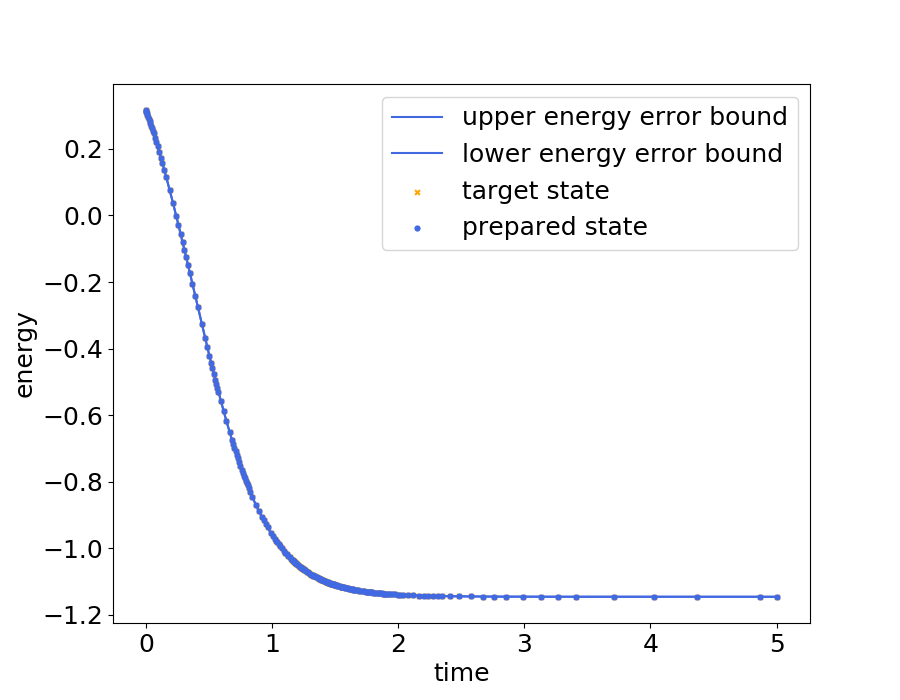 upper energy error bound
lower energy error bound
target state
prepared state
0.2
0.0
−0.2
−0.4
−0.6
−0.8
−1.0
−1.2
energy
0 1 2 3 4 5
time